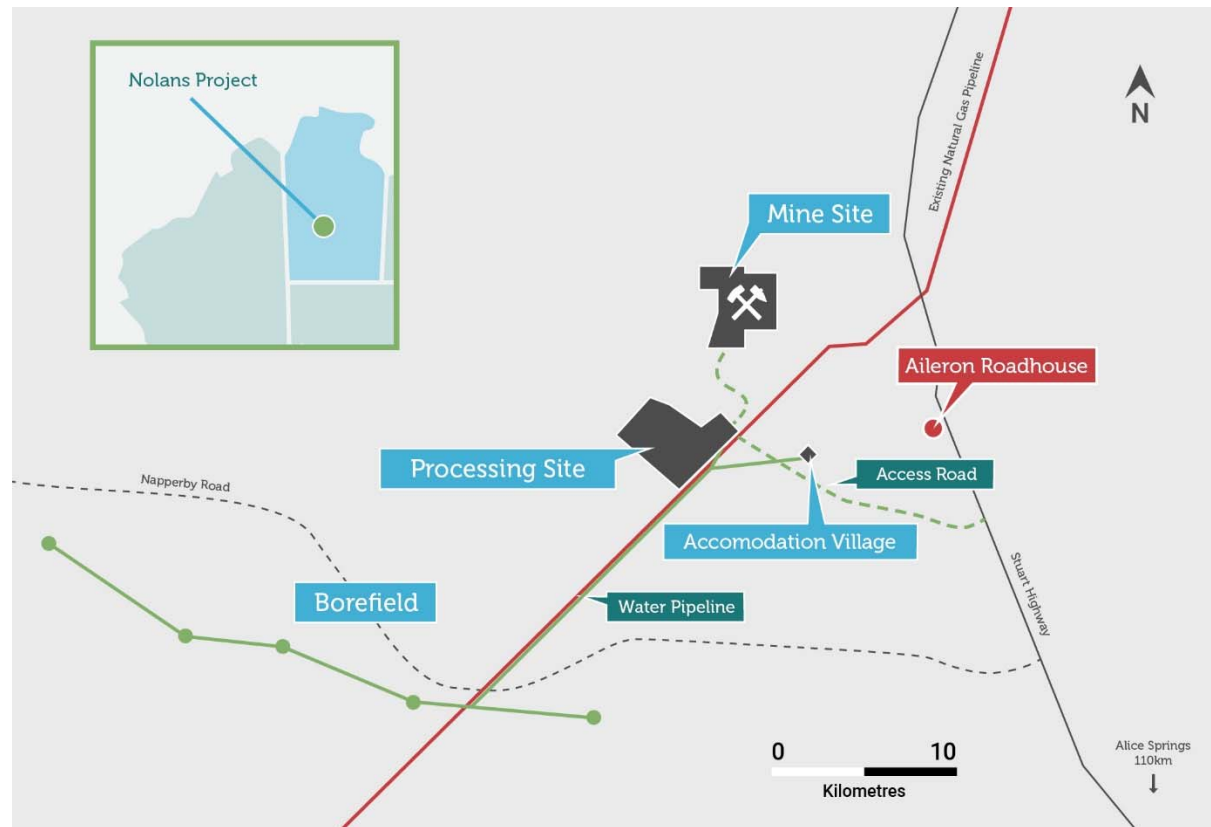 Nolans Project
Existing Natural Gas Pipeline
N
Mine Site
Aileron Roadhouse
Processing Site
Access Road
Napperby Road
Accomodation Village
Borefield
Water Pipeline
Stuart Highway
0 10
Kilometres
Alice Springs
110km